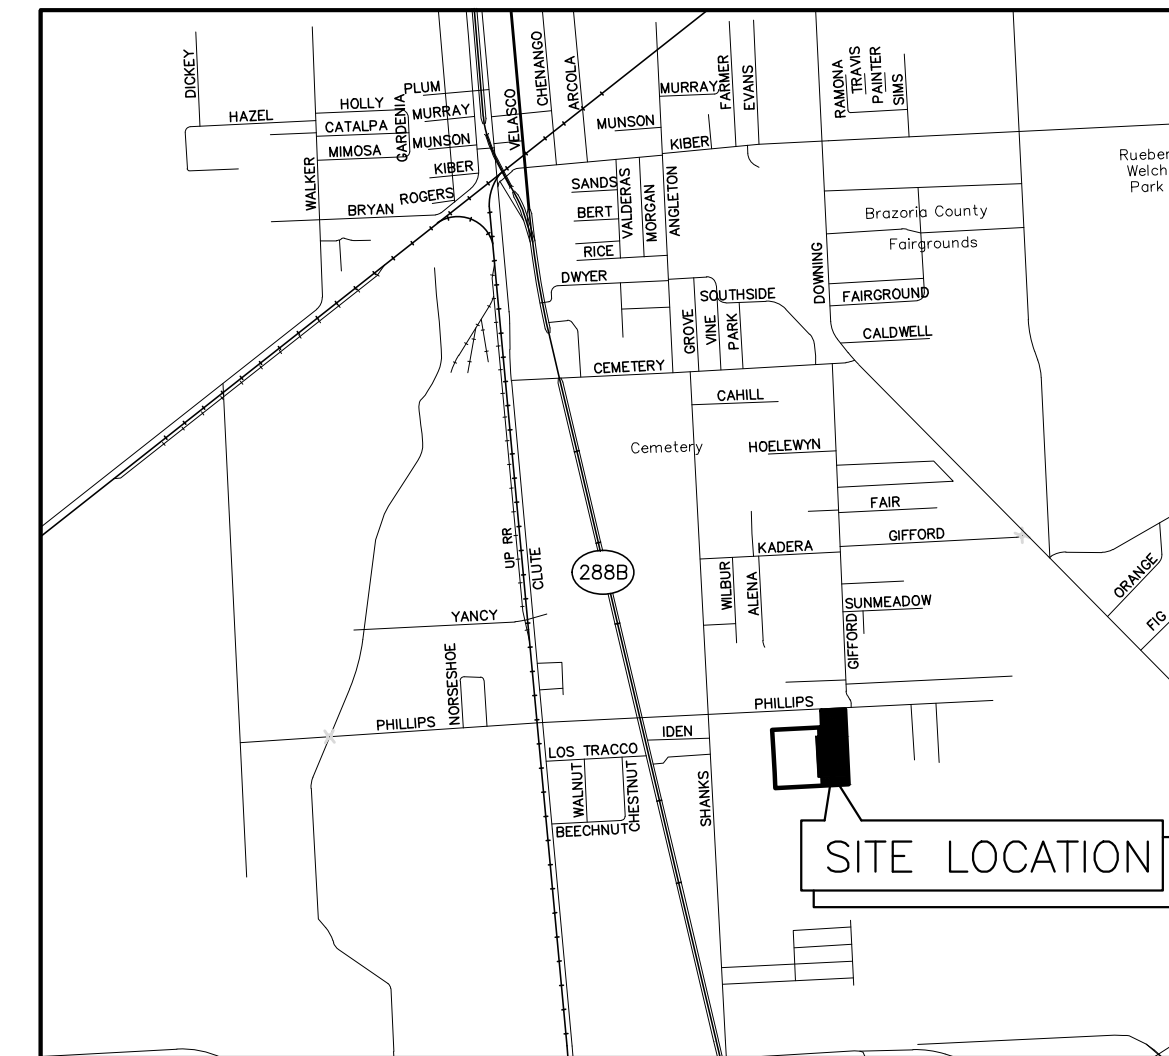 DICKEY
HAZEL
HOLLY
CATALPA
MIMOSA
GARDENIA
PLUM
MURRAY
MUNSON
KIBER
ROGERS
BRYAN
WALKER
VELASCO
CHENANGO
ARCOLA
MUNSON
MURRAY
FARMER
EVANS
KIBER
RAMONA
TRAVIS
PAINTER
SIMS
Welch
Park
SANDS
BERT
RICE
VALDERAS
MORGAN
ANGLETON
DWYER
Brazoria County
Fairgrounds
DOWNING
FAIRGROUND
CALDWELL
SOUTHSIDE
GROVE
VINE
PARK
CEMETERY
CAHILL
Cemetery
HOELEWYN
FAIR
GIFFORD
KADERA
UP RR
CLUTE
288B
WILBUR
ALENA
SUNMEADOW
GIFFORD
ORANGE
FIG
YANCY
NORSESHOE
PHILLIPS
PHILLIPS
IDEN
LOS TRACCO
WALNUT
CHESTNUT
BEECHNUT
SHANKS
SITE LOCATION